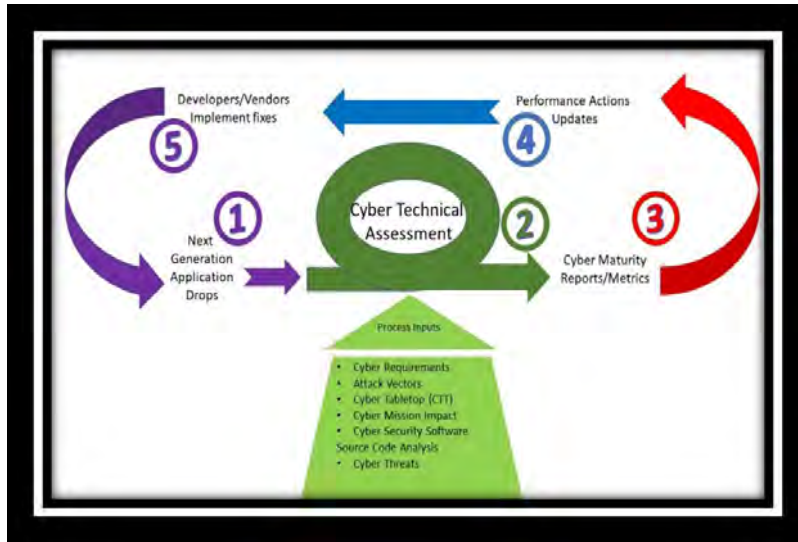 Developers/Vendors
Implement fixes
5
Performance Actions
Updates
4
1
Next
Generation
Application
Drops
Cyber Technical
Assessment
2
3
Cyber Maturity
Reports/Metrics
Process Inputs
• Cyber Requirements
• Attack Vectors
• Cyber Tabletop (CTT)
• Cyber Mission Impact
• Cyber Security Software
Source Code Analysis
• Cyber Threats